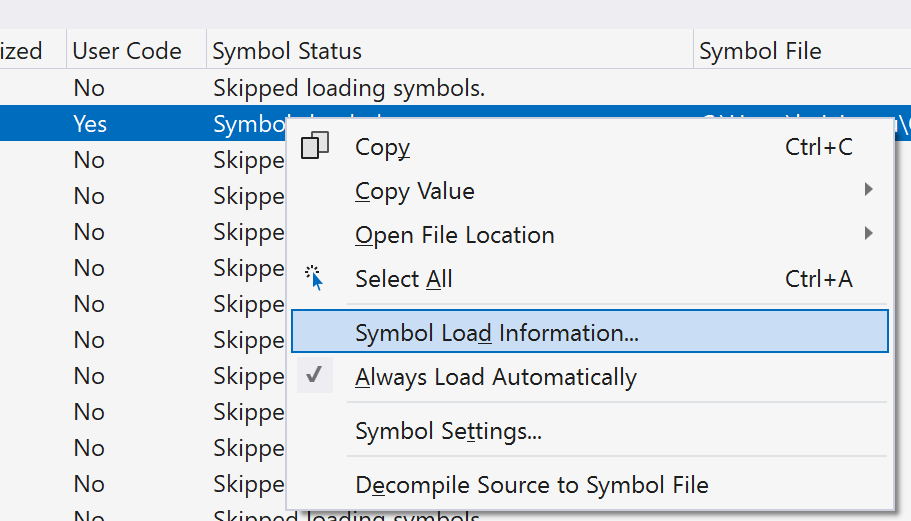 ized User Code Symbol Status Symbol File
No Skipped loading symbols.
Yes Symbo
No Skippe
Copy Ctrl+C
No Skippe
Copy Value
No Skippe
Open File Location
No Skippe
Select All Ctrl+A
No Skippe
No Skippe
Symbol Load Information...
No Skippe
Always Load Automatically
No Skippe
No Skippe
Symbol Settings...
No Skippe
Decompile Source to Symbol File
No Skipped loading symbols.